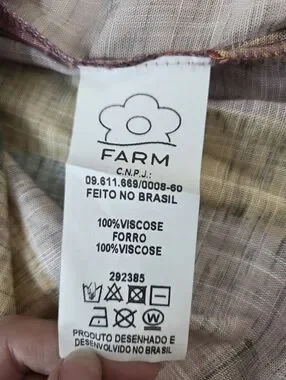 FARM
C.N.P.J.:
09.611.669/0008-60
FEITO NO BRASIL
100%VISCOSE
FORRO
100%VISCOSE
292385
PRODUTO DESENHADO E
DESENVOLVIDO NO BRASIL